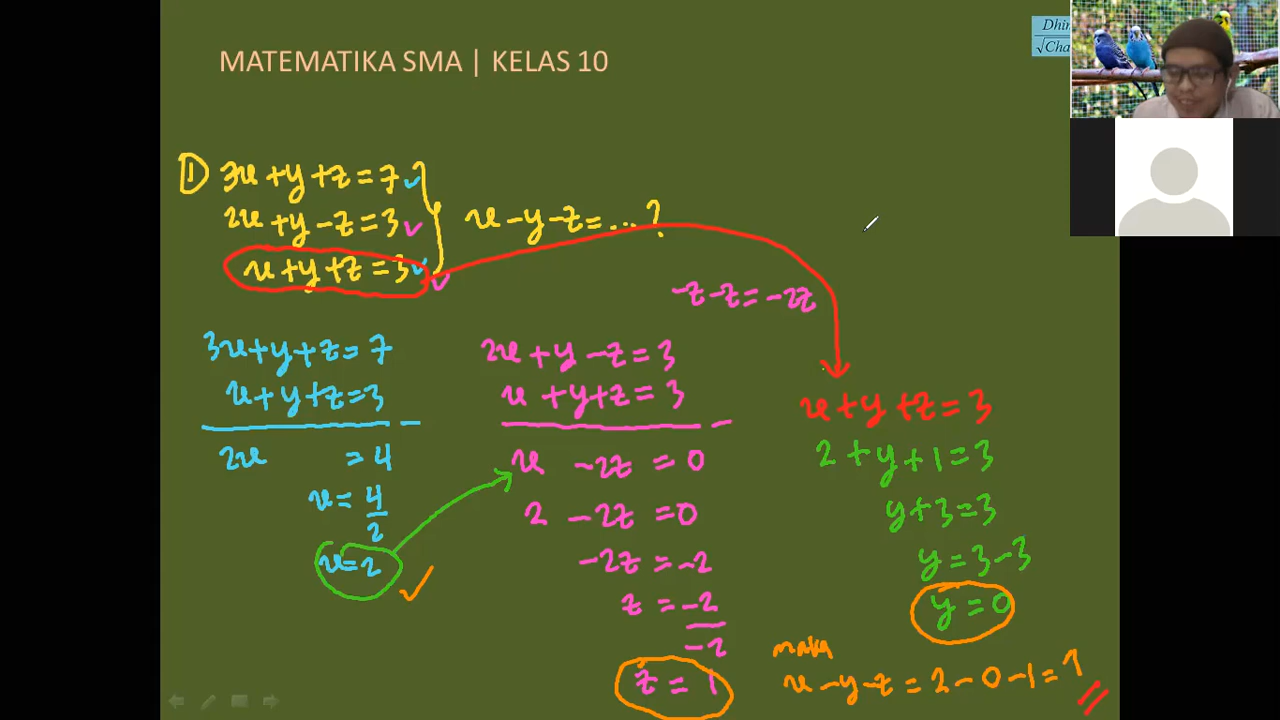 MATEMATIKA SMA | KELAS 10
Dhin
√Cha
① 3x+y+z=7
2x+y-z=3
x+y+z=3
x-y-z=...?
-z-z=-2z
3x+y+z=7
x+y+z=3
2x =4
x=4/2
x=2
2x+y-z=3
x+y+z=3
x -2z=0
2 -2z=0
-2z=-2
z=-2/-2
z=1
x+y+z=3
2+y+1=3
y+3=3
y=3-3
y=0
maka
x-y-z=2-0-1=1